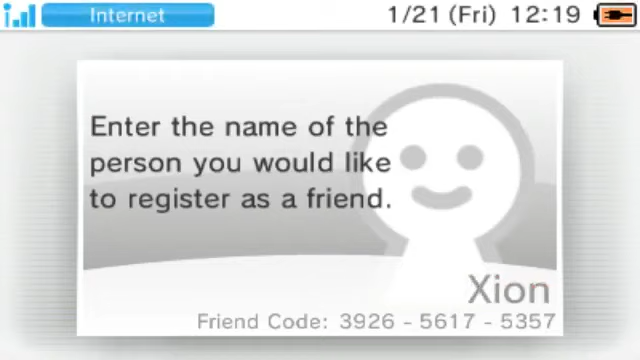 Internet 1/21 (Fri) 12:19
Enter the name of the
person you would like
to register as a friend.
Xion
Friend Code: 3926 - 5617 - 5357